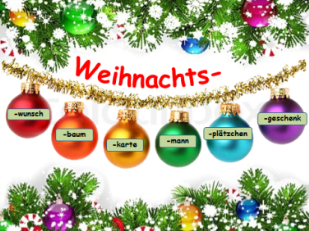 Weihnachts-
-wunsch
-baum
-karte
-mann
-plätzchen
-geschenk